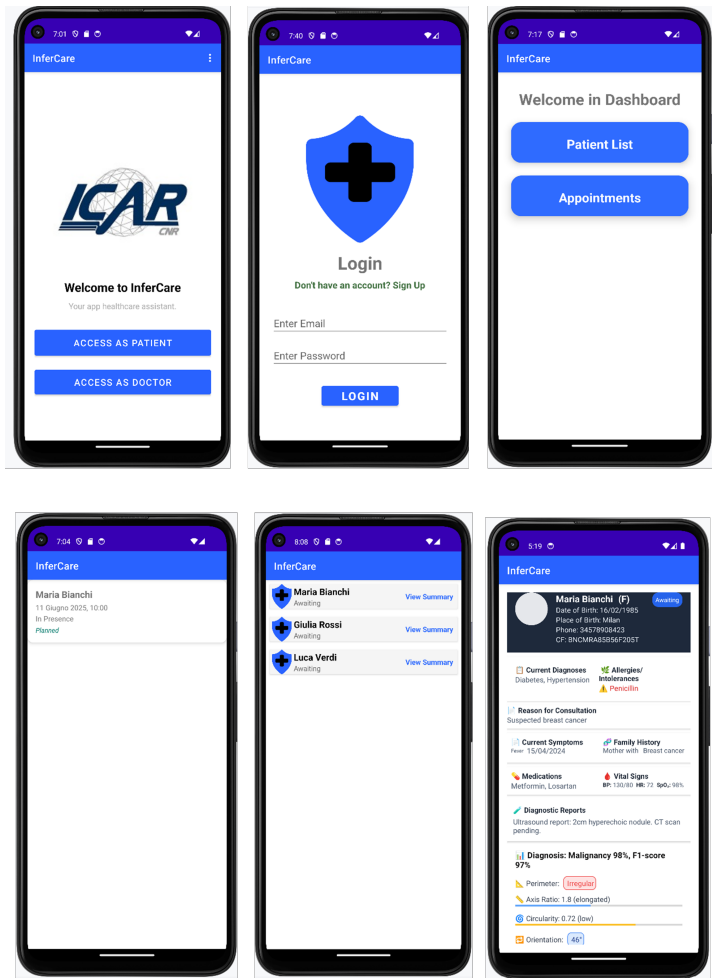 7:01
InferCare
ICAR
CNR
Welcome to InferCare
Your app healthcare assistant.
ACCESS AS PATIENT
ACCESS AS DOCTOR
7:40
InferCare
Login
Don't have an account? Sign Up
Enter Email
Enter Password
LOGIN
7:17
InferCare
Welcome in Dashboard
Patient List
Appointments
7:04
InferCare
Maria Bianchi
11 Giugno 2025, 10:00
In Presence
Planned
8:08
InferCare
Maria Bianchi
Awaiting
View Summary
Giulia Rossi
Awaiting
View Summary
Luca Verdi
Awaiting
View Summary
5:19
InferCare
Maria Bianchi (F)
Awaiting
Date of Birth: 16/02/1985
Place of Birth: Milan
Phone: 34578908423
CF: BNCMRA85B56F205T
Current Diagnoses
Diabetes, Hypertension
Allergies/
Intolerances
Penicillin
Reason for Consultation
Suspected breast cancer
Current Symptoms
Fever 15/04/2024
Family History
Mother with Breast cancer
Medications
Metformin, Losartan
Vital Signs
BP: 130/80 HR: 72 SpO₂: 98%
Diagnostic Reports
Ultrasound report: 2cm hyperechoic nodule. CT scan
pending.
Diagnosis: Malignancy 98%, F1-score
97%
Perimeter: Irregular
Axis Ratio: 1.8 (elongated)
Circularity: 0.72 (low)
Orientation: 46°